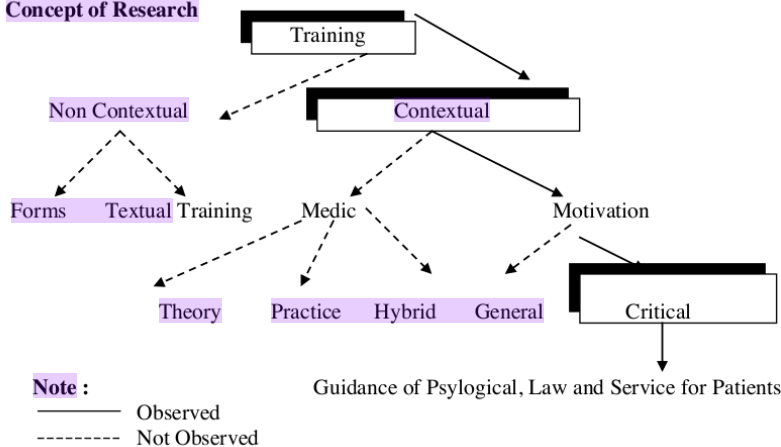 Concept of Research
Training
Non Contextual Contextual
Forms Textual Training Medic Motivation
Theory Practice Hybrid General Critical
Note : Guidance of Psylogical, Law and Service for Patients
Observed
Not Observed